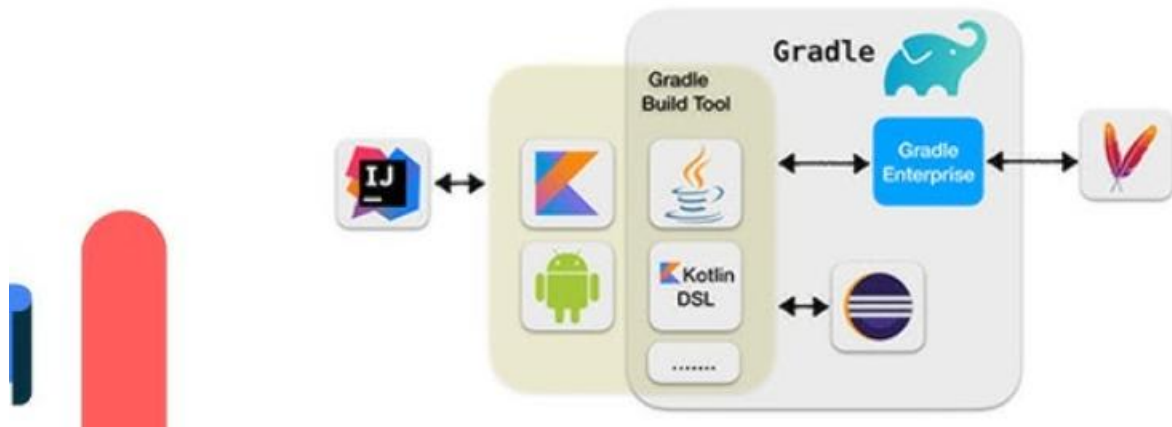 Gradle
Gradle
Build Tool
IJ
Gradle
Enterprise
Kotlin
DSL
.......